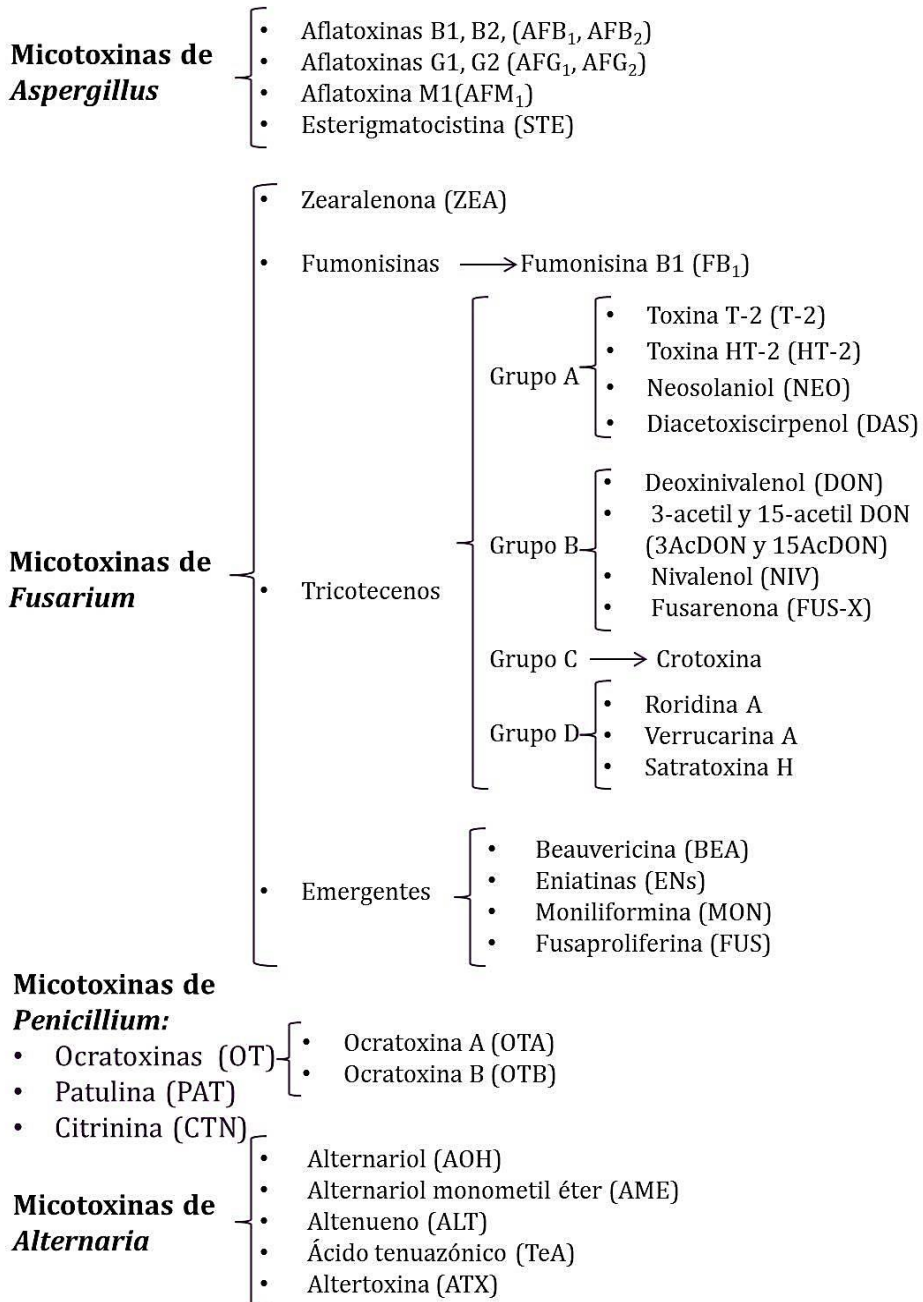 Micotoxinas de
Aspergillus
• Aflatoxinas B1, B2, (AFB₁, AFB₂)
• Aflatoxinas G1, G2 (AFG₁, AFG₂)
• Aflatoxina M1(AFM₁)
• Esterigmatocistina (STE)
Micotoxinas de
Fusarium
• Zearalenona (ZEA)
• Fumonisinas → Fumonisina B1 (FB₁)
• Tricotecenos
Grupo A
• Toxina T-2 (T-2)
• Toxina HT-2 (HT-2)
• Neosolaniol (NEO)
• Diacetoxiscirpenol (DAS)
Grupo B
• Deoxinivalenol (DON)
• 3-acetil y 15-acetil DON
(3AcDON y 15AcDON)
• Nivalenol (NIV)
• Fusarenona (FUS-X)
Grupo C → Crotoxina
Grupo D
• Roridina A
• Verrucarina A
• Satratoxina H
• Emergentes
• Beauvericina (BEA)
• Eniatinas (ENs)
• Moniliformina (MON)
• Fusaproliferina (FUS)
Micotoxinas de
Penicillium:
• Ocratoxinas (OT)
• Ocratoxina A (OTA)
• Ocratoxina B (OTB)
• Patulina (PAT)
• Citrinina (CTN)
Micotoxinas de
Alternaria
• Alternariol (AOH)
• Alternariol monometil éter (AME)
• Altenueno (ALT)
• Ácido tenuazónico (TeA)
• Altertoxina (ATX)